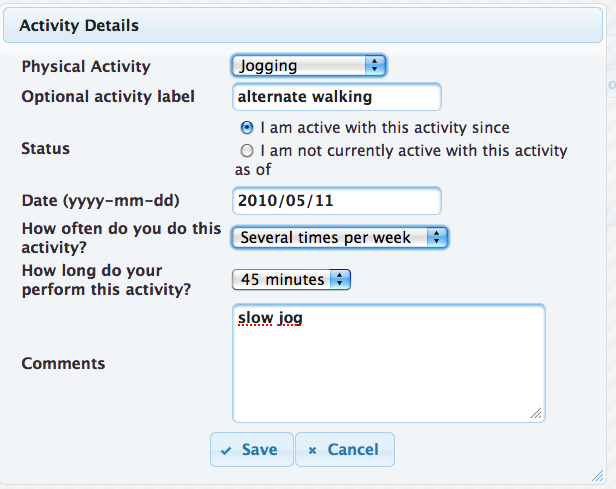 Activity Details
Physical Activity Jogging
Optional activity label alternate walking
I am active with this activity since
Status I am not currently active with this activity
as of
Date (yyyy-mm-dd) 2010/05/11
How often do you do this
activity? Several times per week
How long do your
perform this activity? 45 minutes
slow jog
Comments
Save Cancel